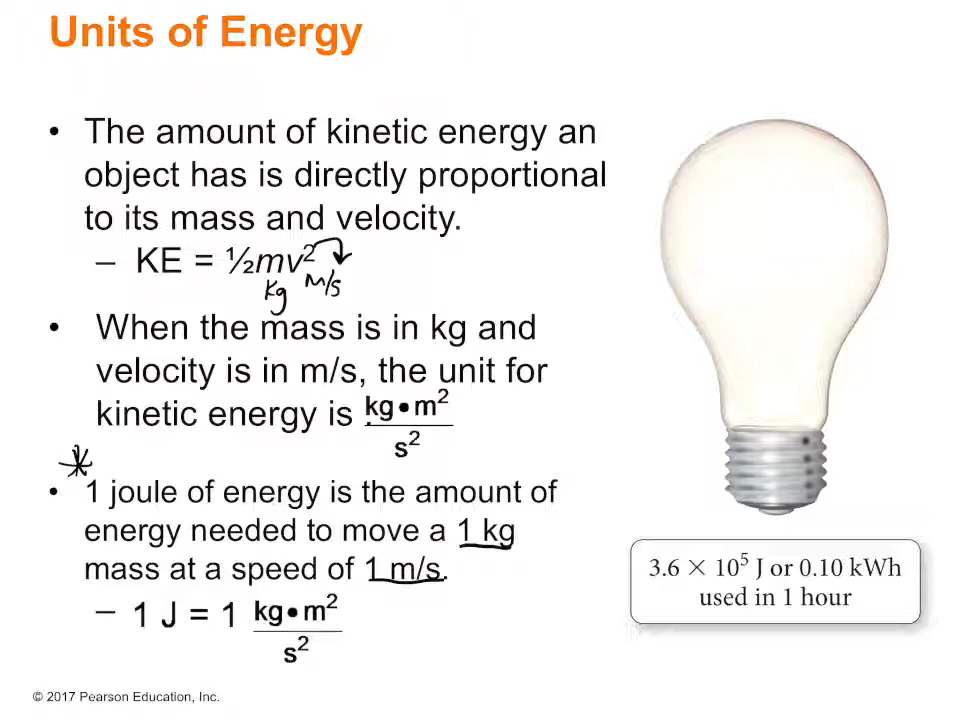 Units of Energy
• The amount of kinetic energy an
object has is directly proportional
to its mass and velocity.
– KE = ½mv²
kg m/s
• When the mass is in kg and
velocity is in m/s, the unit for
kinetic energy is kg•m²
s²
• 1 joule of energy is the amount of
energy needed to move a 1 kg
mass at a speed of 1 m/s.
– 1 J = 1 kg•m²
s²
3.6 × 10⁵ J or 0.10 kWh
used in 1 hour
© 2017 Pearson Education, Inc.